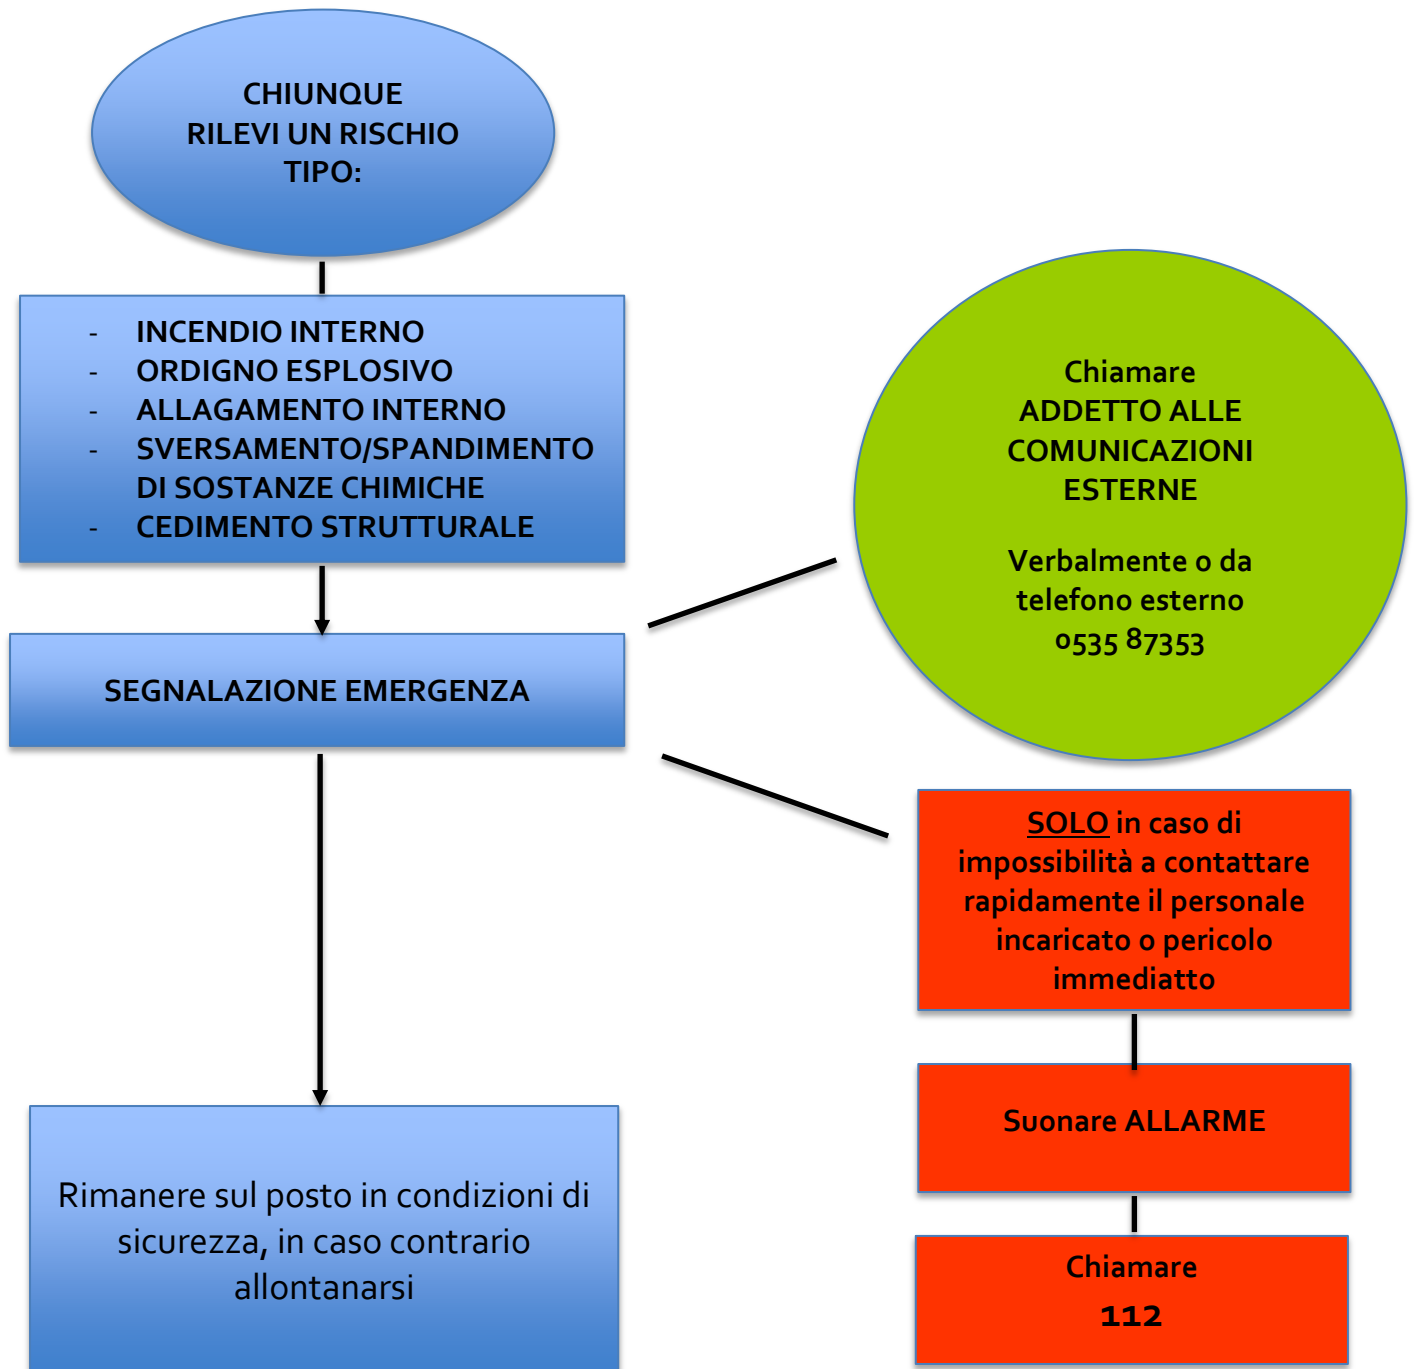 CHIUNQUE
RILEVI UN RISCHIO
TIPO:
- INCENDIO INTERNO
- ORDIGNO ESPLOSIVO
- ALLAGAMENTO INTERNO
- SVERSAMENTO/SPANDIMENTO
DI SOSTANZE CHIMICHE
- CEDIMENTO STRUTTURALE
SEGNALAZIONE EMERGENZA
Chiamare
ADDETTO ALLE
COMUNICAZIONI
ESTERNE
Verbalmente o da
telefono esterno
0535 87353
SOLO in caso di
impossibilità a contattare
rapidamente il personale
incaricato o pericolo
immediatto
Suonare ALLARME
Chiamare
112
Rimanere sul posto in condizioni di
sicurezza, in caso contrario
allontanarsi